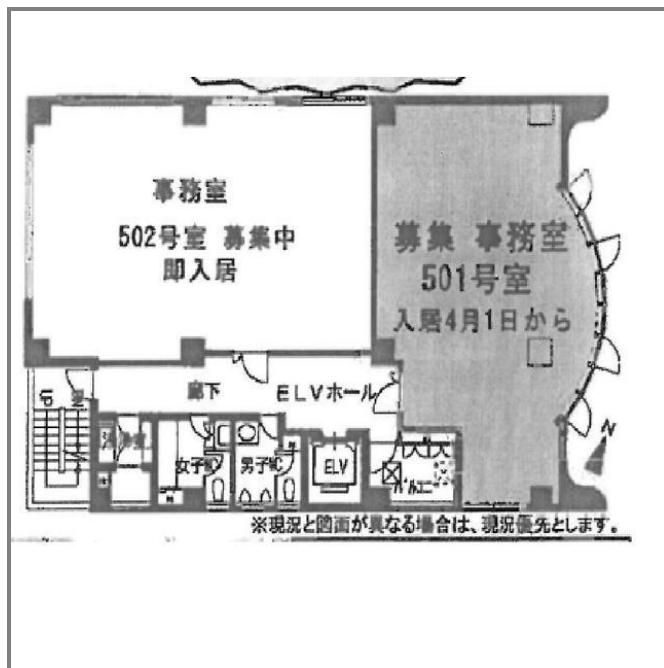 事務室
502号室 募集中
即入居
募集 事務室
501号室
入居4月1日から
廊下
ELVホール
UP
女子WC
男子WC
ELV
N
※現況と図面が異なる場合は、現況優先とします。